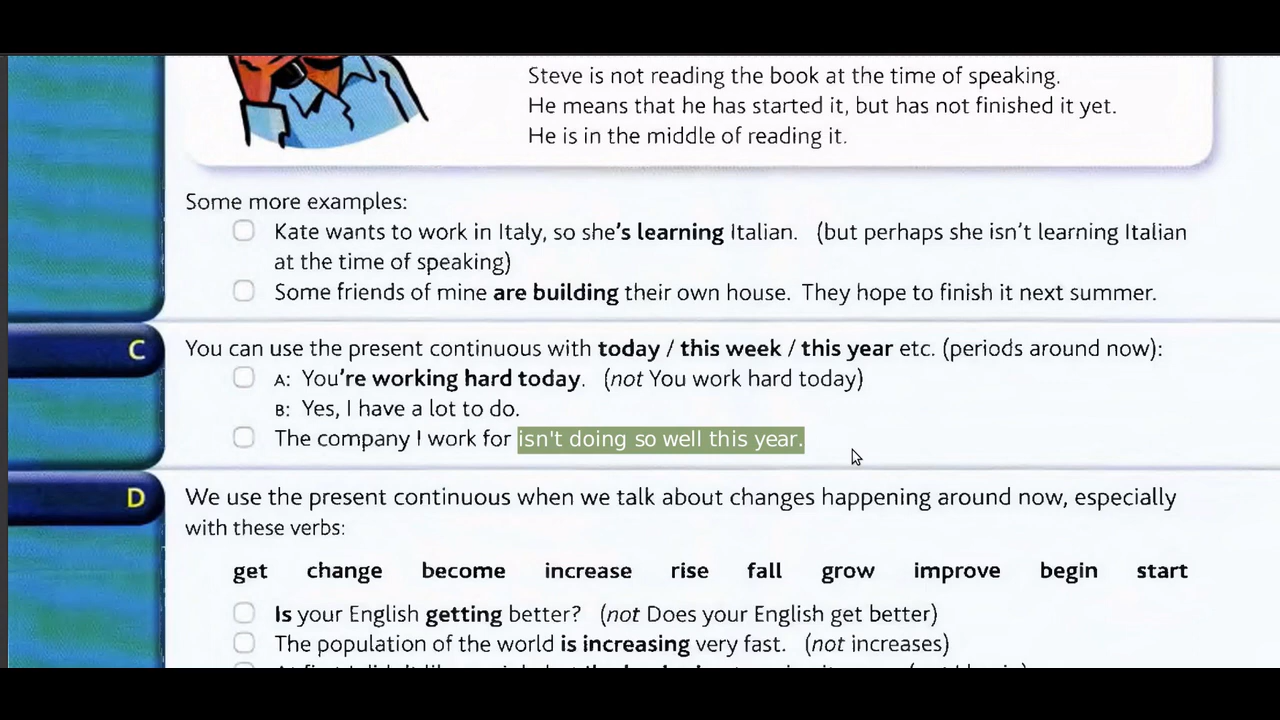 Steve is not reading the book at the time of speaking.
He means that he has started it, but has not finished it yet.
He is in the middle of reading it.
Some more examples:
Kate wants to work in Italy, so she's learning Italian. (but perhaps she isn't learning Italian
at the time of speaking)
Some friends of mine are building their own house. They hope to finish it next summer.
C
You can use the present continuous with today / this week / this year etc. (periods around now):
A: You're working hard today. (not You work hard today)
B: Yes, I have a lot to do.
The company I work for isn't doing so well this year.
D
We use the present continuous when we talk about changes happening around now, especially
with these verbs:
get change become increase rise fall grow improve begin start
Is your English getting better? (not Does your English get better)
The population of the world is increasing very fast. (not increases)